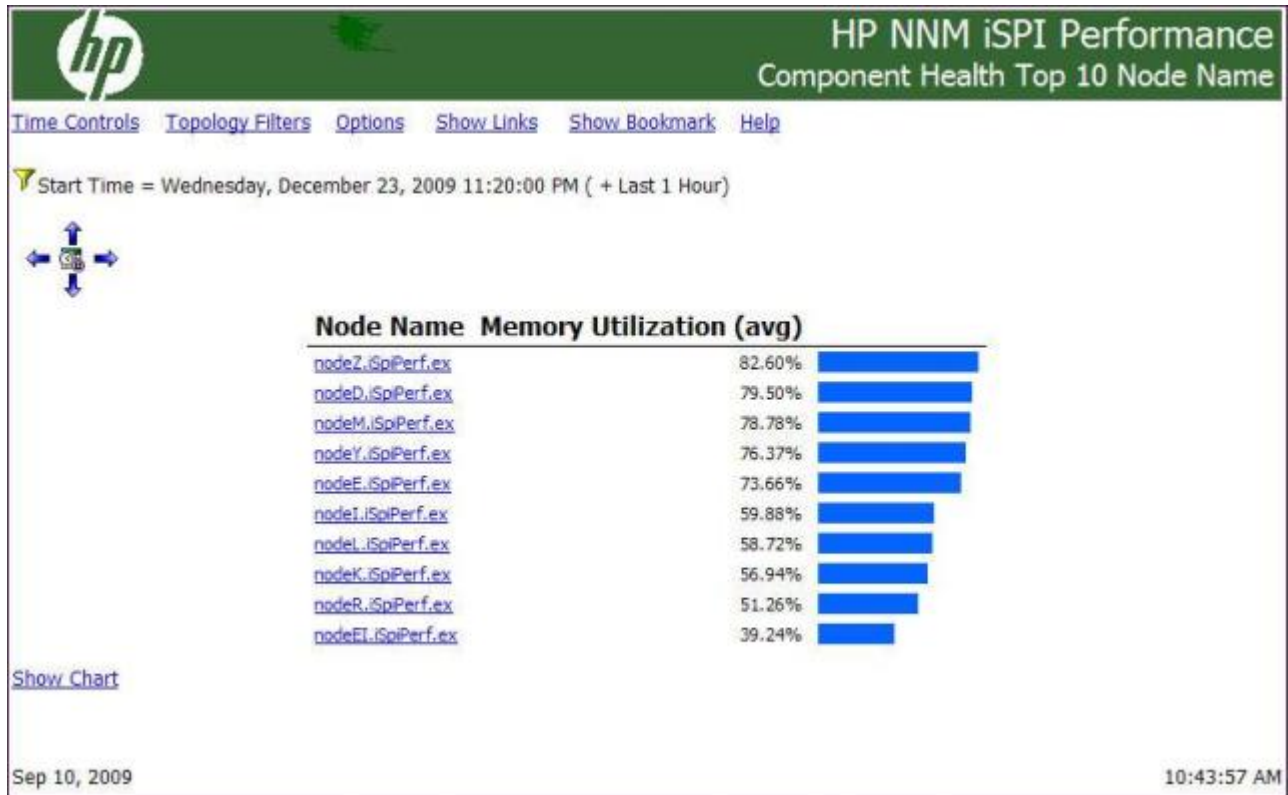 hp
HP NNM iSPI Performance
Component Health Top 10 Node Name
Time Controls Topology Filters Options Show Links Show Bookmark Help
Start Time = Wednesday, December 23, 2009 11:20:00 PM ( + Last 1 Hour)
Node Name Memory Utilization (avg)
nodeZ.iSpiPerf.ex 82.60%
nodeD.iSpiPerf.ex 79.50%
nodeM.iSpiPerf.ex 78.78%
nodeY.iSpiPerf.ex 76.37%
nodeE.iSpiPerf.ex 73.66%
nodeI.iSpiPerf.ex 59.88%
nodeL.iSpiPerf.ex 58.72%
nodeK.iSpiPerf.ex 56.94%
nodeR.iSpiPerf.ex 51.26%
nodeEI.iSpiPerf.ex 39.24%
Show Chart
Sep 10, 2009 10:43:57 AM